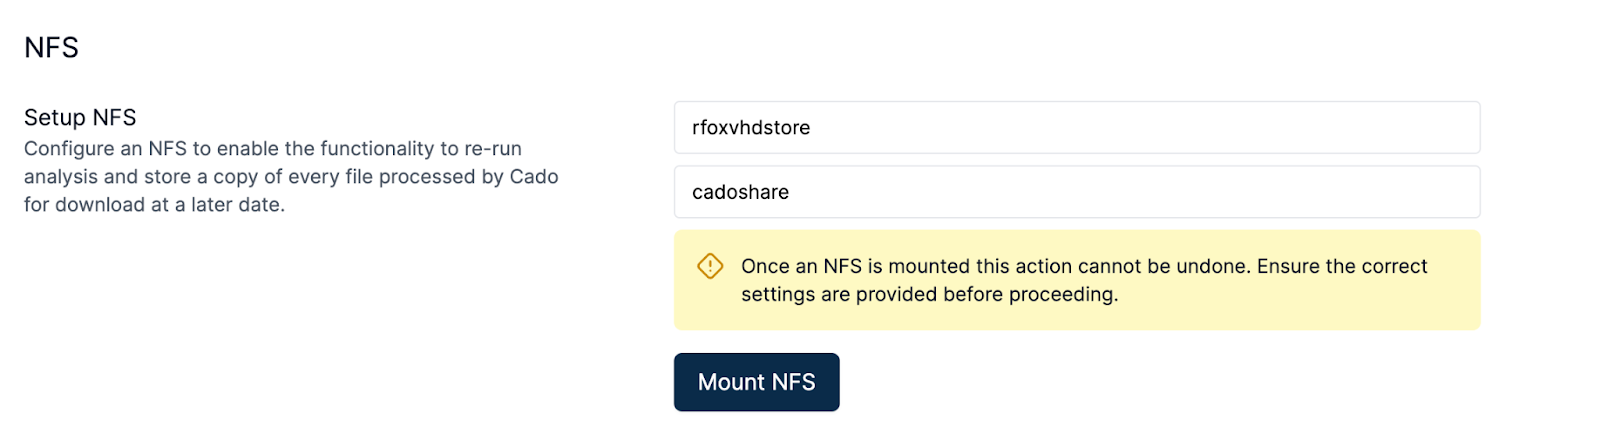 NFS
Setup NFS
Configure an NFS to enable the functionality to re-run
analysis and store a copy of every file processed by Cado
for download at a later date.
rfoxvhdstore
cadoshare
Once an NFS is mounted this action cannot be undone. Ensure the correct
settings are provided before proceeding.
Mount NFS